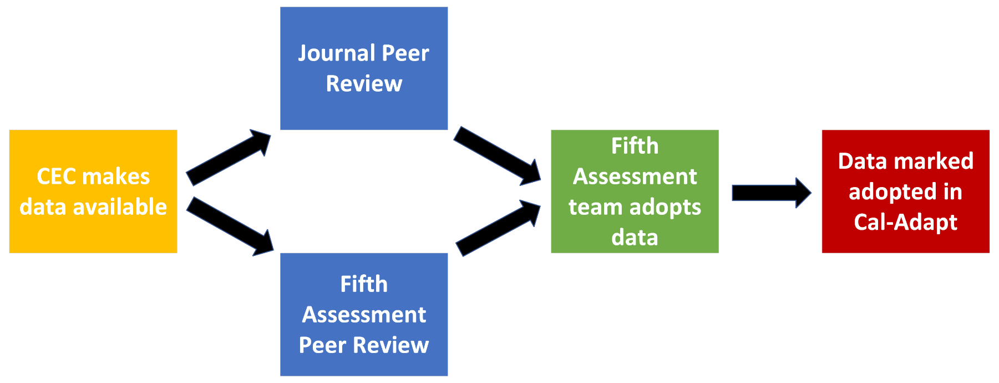 Journal Peer
Review
CEC makes
data available
Fifth
Assessment
Peer Review
Fifth
Assessment
team adopts
data
Data marked
adopted in
Cal-Adapt